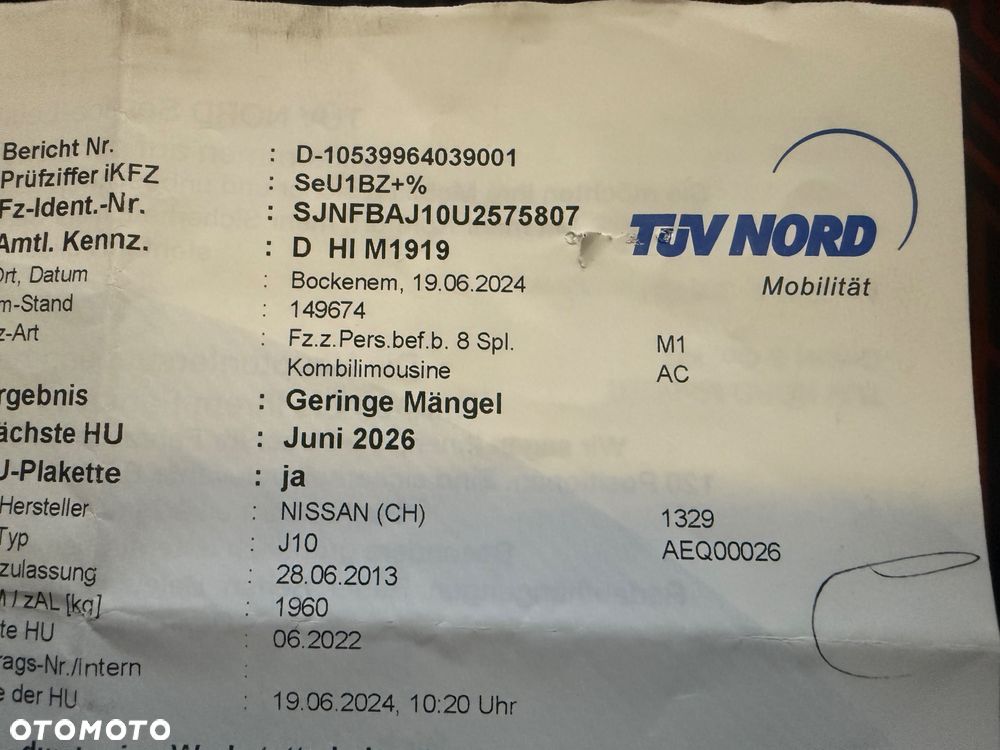 Bericht Nr. : D-10539964039001
Prüfziffer iKFZ : SeU1BZ+%
Fz-Ident.-Nr. : SJNFBAJ10U2575807
Amtl. Kennz. : D HI M1919
Ort, Datum : Bockenem, 19.06.2024
m-Stand : 149674
z-Art : Fz.z.Pers.bef.b. 8 Spl. M1
Kombilimousine AC
rgebnis : Geringe Mängel
ächste HU : Juni 2026
U-Plakette : ja
Hersteller : NISSAN (CH) 1329
Typ : J10 AEQ00026
zulassung : 28.06.2013
M / zAL [kg] : 1960
te HU : 06.2022
rags-Nr./Intern :
e der HU : 19.06.2024, 10:20 Uhr
TÜV NORD
Mobilität
OTOMOTO